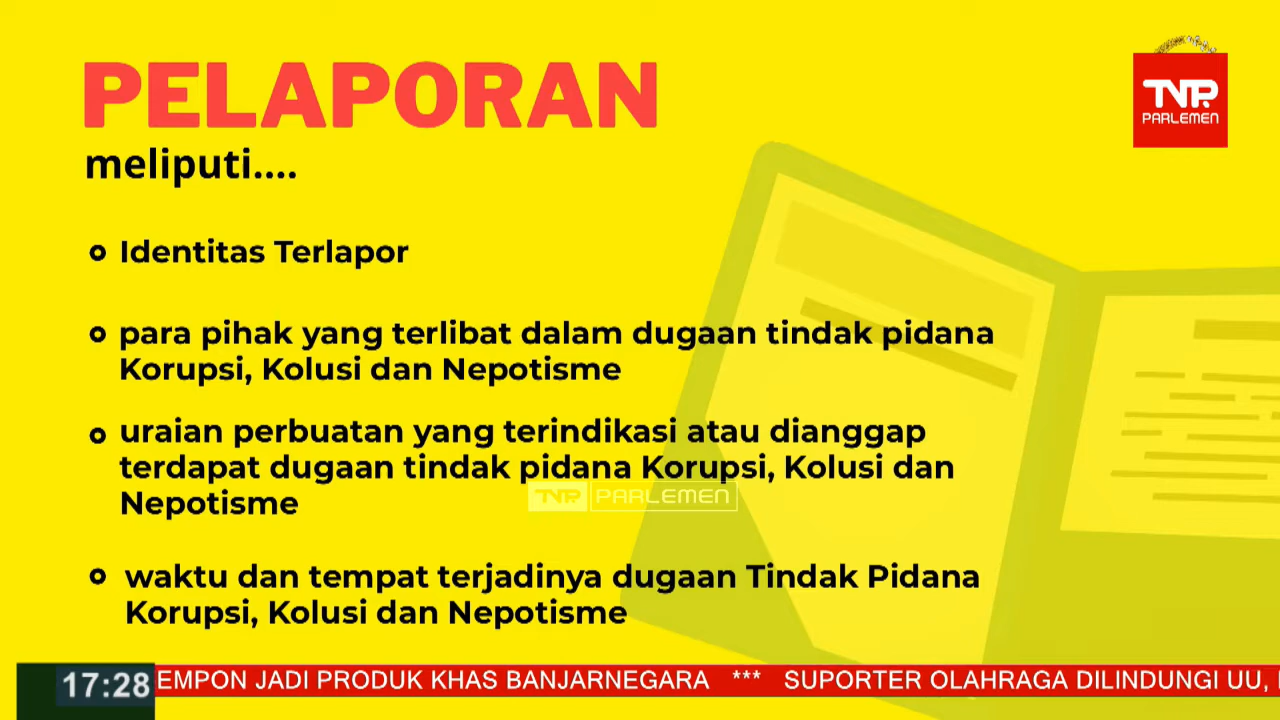 PELAPORAN
TVR
PARLEMEN
meliputi....
Identitas Terlapor
para pihak yang terlibat dalam dugaan tindak pidana
Korupsi, Kolusi dan Nepotisme
uraian perbuatan yang terindikasi atau dianggap
terdapat dugaan tindak pidana Korupsi, Kolusi dan
Nepotisme
TVR PARLEMEN
waktu dan tempat terjadinya dugaan Tindak Pidana
Korupsi, Kolusi dan Nepotisme
17:28 EMPON JADI PRODUK KHAS BANJARNEGARA *** SUPORTER OLAHRAGA DILINDUNGI UU,